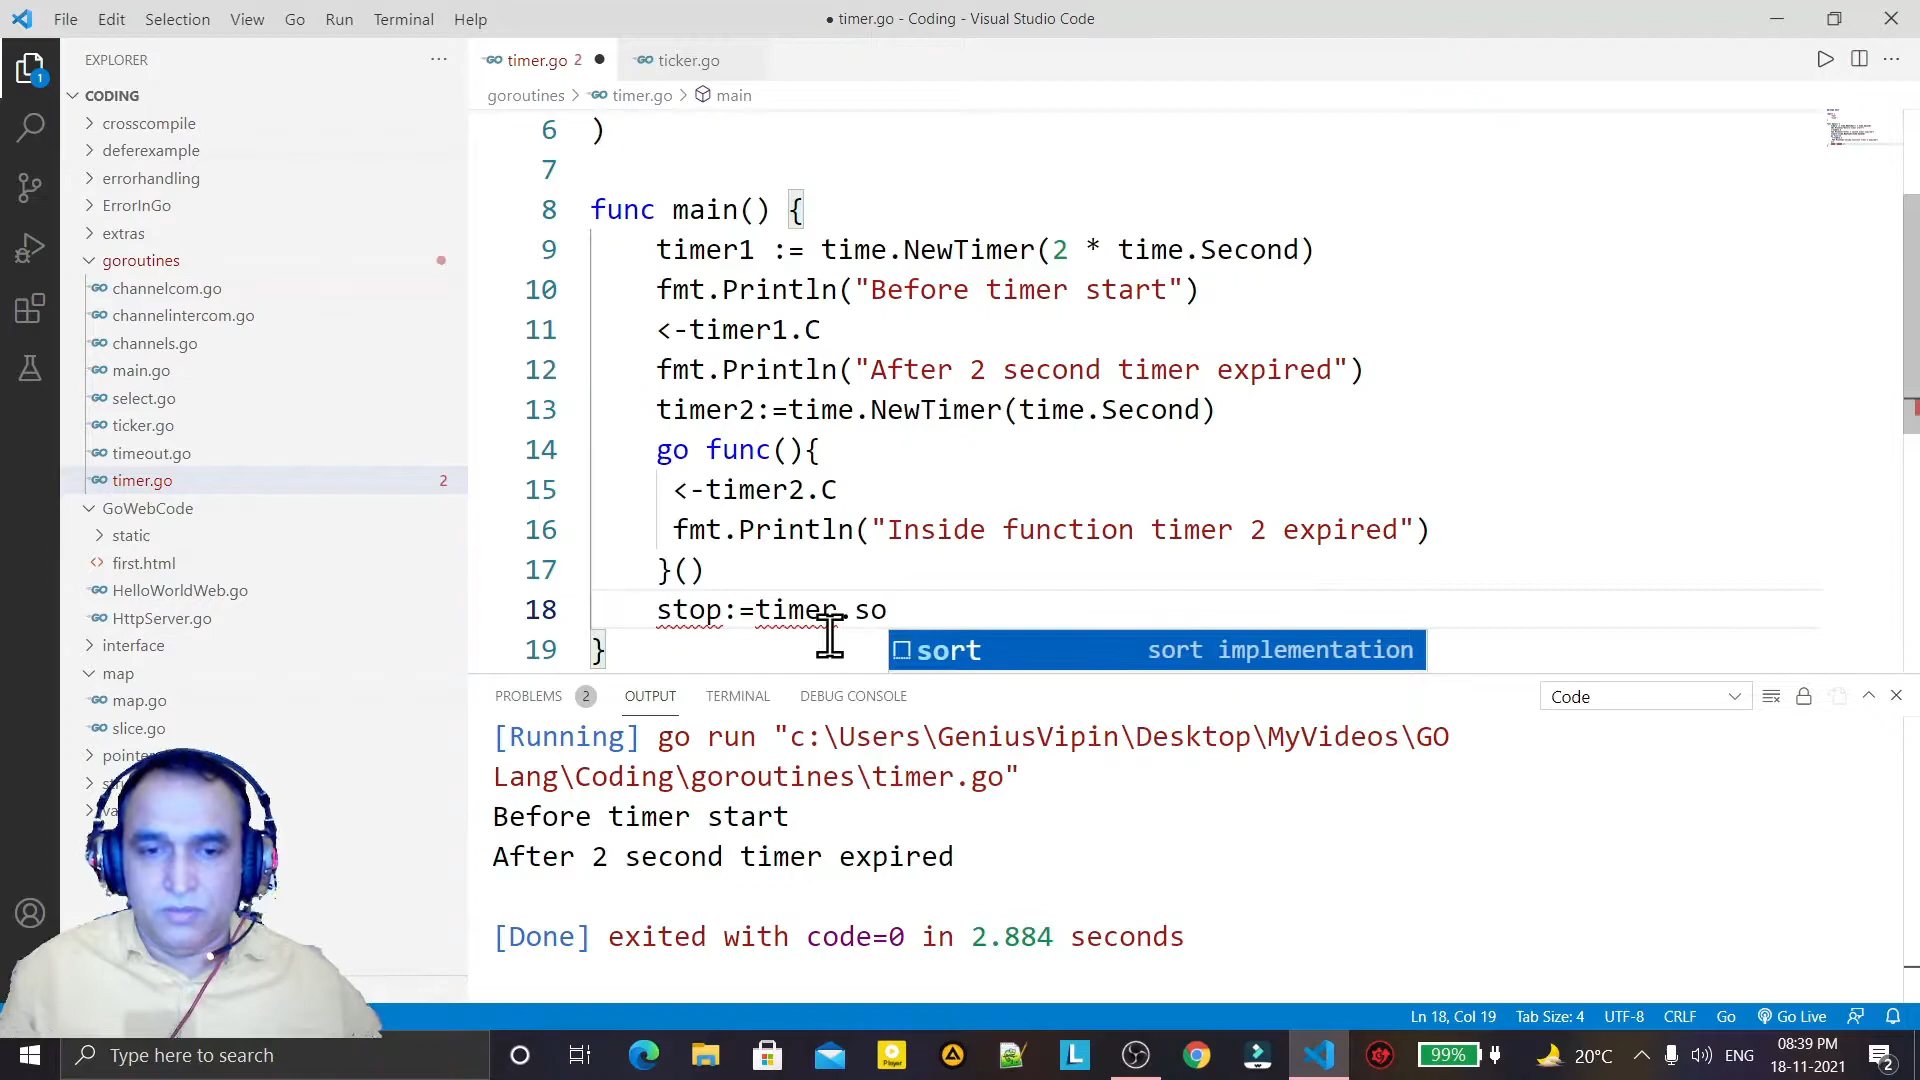 File Edit Selection View Go Run Terminal Help
● timer.go - Coding - Visual Studio Code
EXPLORER
CODING
crosscompile
deferexample
errorhandling
ErrorInGo
extras
goroutines
channelcom.go
channelintercom.go
channels.go
main.go
select.go
ticker.go
timeout.go
timer.go 2
GoWebCode
static
first.html
HelloWorldWeb.go
HttpServer.go
interface
map
map.go
slice.go
timer.go 2 ●
ticker.go
goroutines > timer.go > main
6 )
7
8 func main() {
9 timer1 := time.NewTimer(2 * time.Second)
10 fmt.Println("Before timer start")
11 <-timer1.C
12 fmt.Println("After 2 second timer expired")
13 timer2:=time.NewTimer(time.Second)
14 go func(){
15 <-timer2.C
16 fmt.Println("Inside function timer 2 expired")
17 }()
18 stop:=timer.so
19 }
sort sort implementation
PROBLEMS 2 OUTPUT TERMINAL DEBUG CONSOLE
Code
[Running] go run "c:\Users\GeniusVipin\Desktop\MyVideos\GO
Lang\Coding\goroutines\timer.go"
Before timer start
After 2 second timer expired
[Done] exited with code=0 in 2.884 seconds
Ln 18, Col 19 Tab Size: 4 UTF-8 CRLF Go Go Live
Type here to search
99% 20°C ENG
08:39 PM
18-11-2021
2